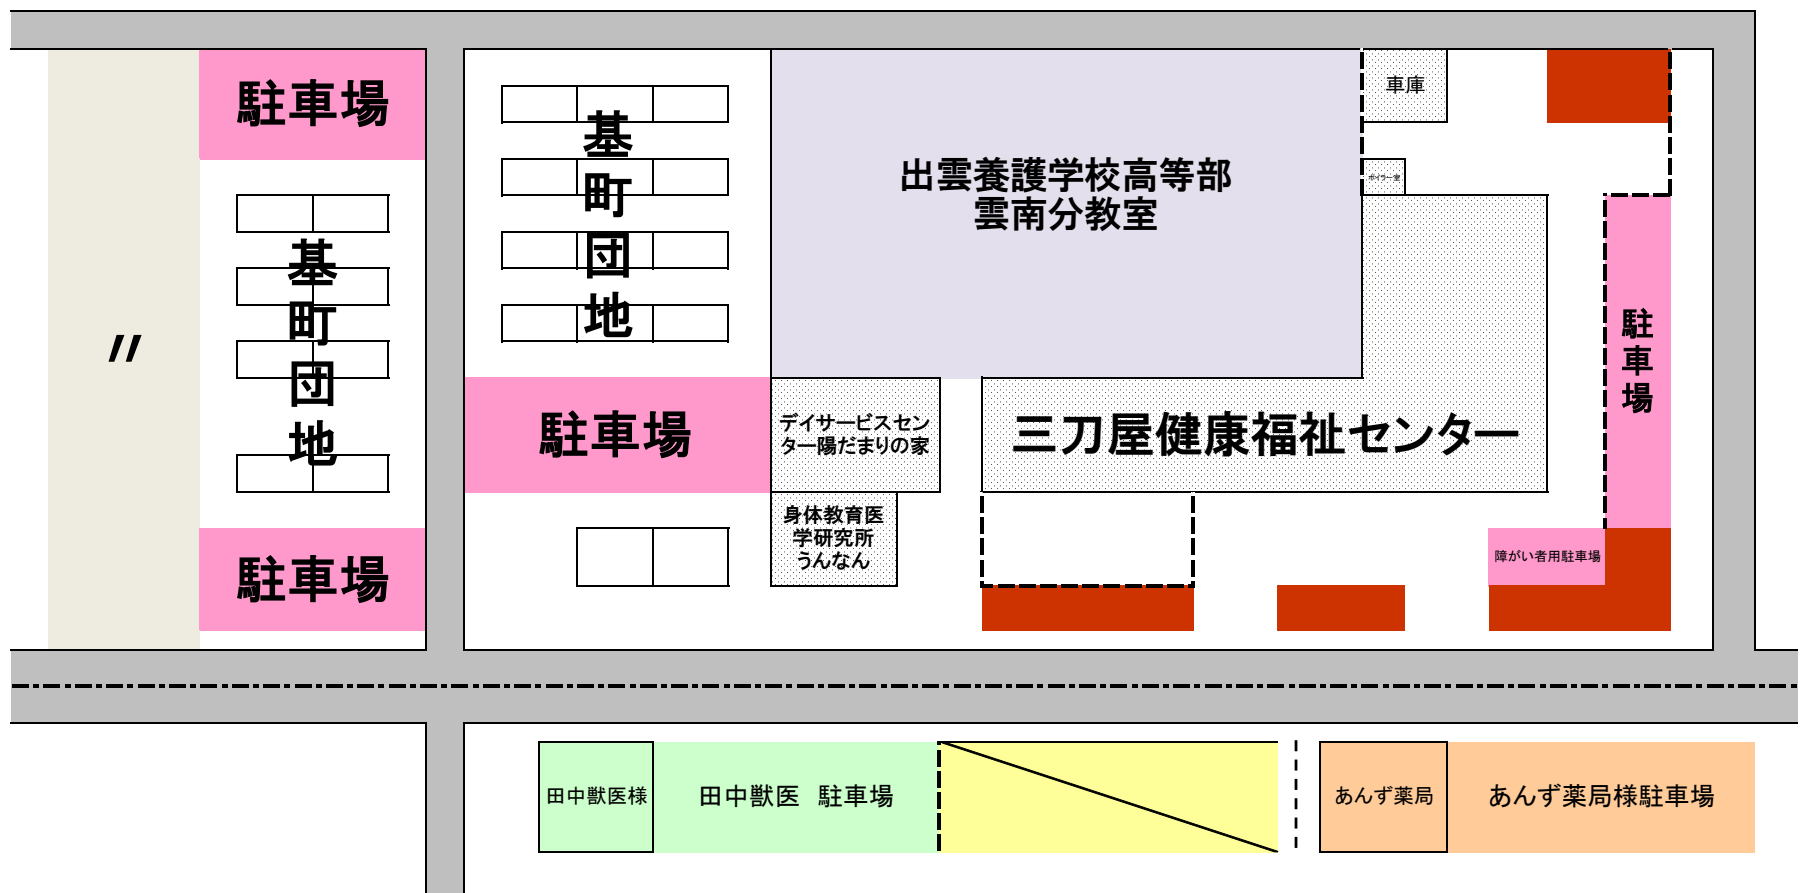 駐車場
基町団地
車庫
出雲養護学校高等部
雲南分教室
ボイラー室
〃
基町団地
駐車場
駐車場
デイサービスセン
ター陽だまりの家
三刀屋健康福祉センター
身体教育医
学研究所
うんなん
駐車場
障がい者用駐車場
田中獣医様
田中獣医　駐車場
あんず薬局
あんず薬局様駐車場